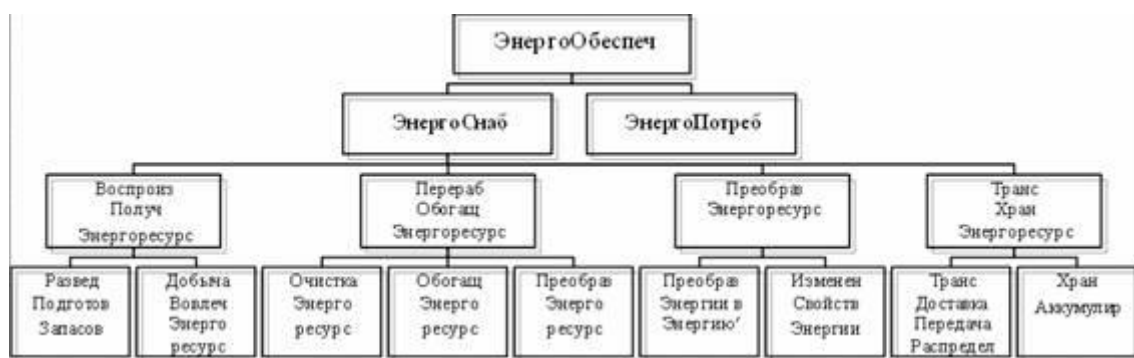 ЭнергоОбеспеч
ЭнергоСнаб
ЭнергоПотреб
Воспроиз
Получ
Энергоресурс
Перераб
Обогащ
Энергоресурс
Преобраз
Энергоресурс
Транс
Хран
Энергоресурс
Развед
Подготов
Запасов
Добыча
Вовлеч
Энерго
ресурс
Очистка
Энерго
ресурс
Обогащ
Энерго
ресурс
Преобраз
Энерго
ресурс
Преобраз
Энергии в
Энергию'
Изменен
Свойств
Энергии
Транс
Доставка
Передача
Распредел
Хран
Аккумулир